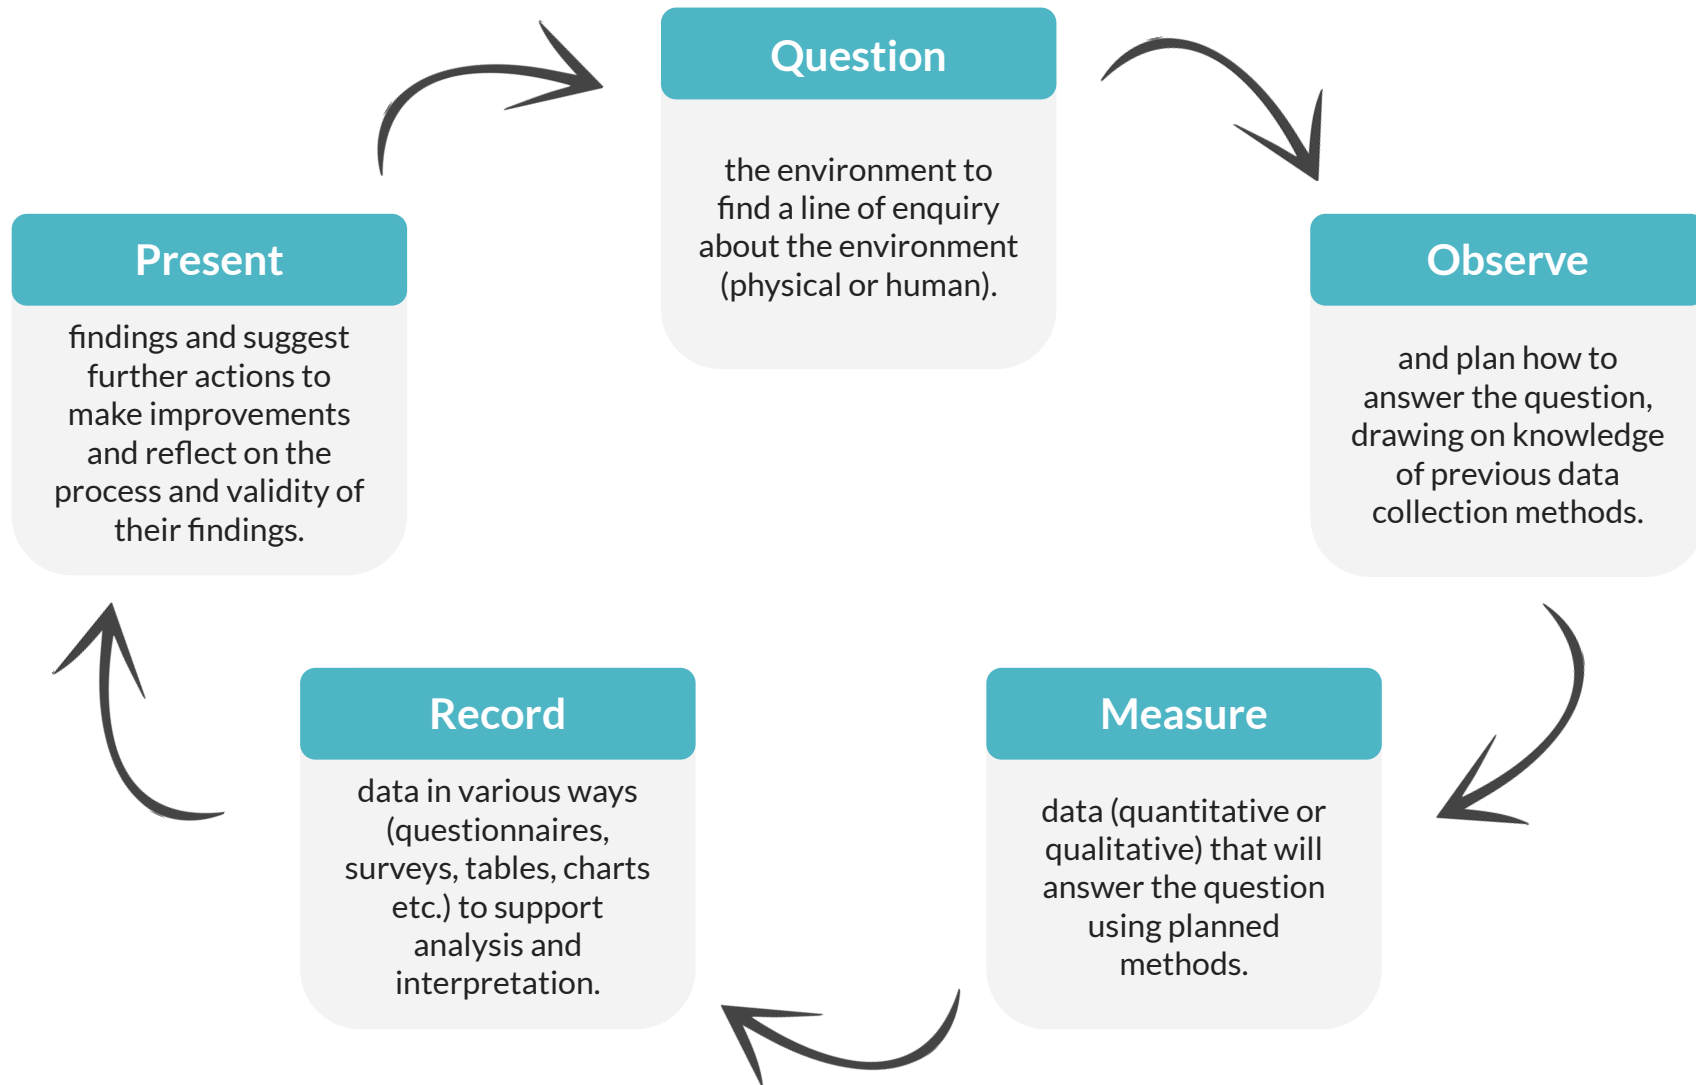 Question
the environment to
find a line of enquiry
about the environment
(physical or human).
Observe
and plan how to
answer the question,
drawing on knowledge
of previous data
collection methods.
Measure
data (quantitative or
qualitative) that will
answer the question
using planned
methods.
Record
data in various ways
(questionnaires,
surveys, tables, charts
etc.) to support
analysis and
interpretation.
Present
findings and suggest
further actions to
make improvements
and reflect on the
process and validity of
their findings.